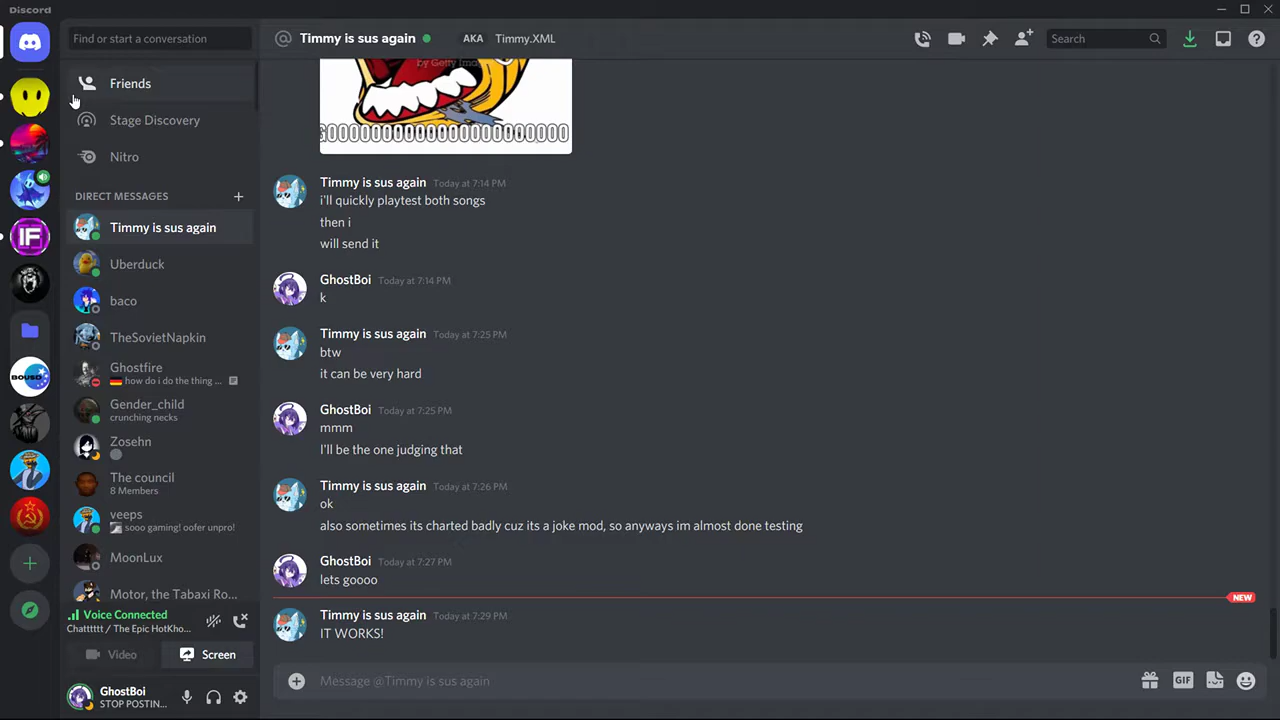 Discord
Find or start a conversation
Friends
Stage Discovery
Nitro
DIRECT MESSAGES
Timmy is sus again
Uberduck
baco
TheSovietNapkin
Ghostfire
how do i do the thing ...
Gender_child
crunching necks
Zosehn
The council
8 Members
veeps
sooo gaming! oofer unpro!
MoonLux
Motor, the Tabaxi Ro...
Voice Connected
Chatttttt / The Epic HotKho...
Video
Screen
GhostBoi
STOP POSTIN...
IF
BOUSD
Timmy is sus again
AKA Timmy.XML
Search
Timmy is sus again Today at 7:14 PM
i'll quickly playtest both songs
then i
will send it
GhostBoi Today at 7:14 PM
k
Timmy is sus again Today at 7:25 PM
btw
it can be very hard
GhostBoi Today at 7:25 PM
mmm
I'll be the one judging that
Timmy is sus again Today at 7:26 PM
ok
also sometimes its charted badly cuz its a joke mod, so anyways im almost done testing
GhostBoi Today at 7:27 PM
lets goooo
NEW
Timmy is sus again Today at 7:29 PM
IT WORKS!
Message @Timmy is sus again
GIF